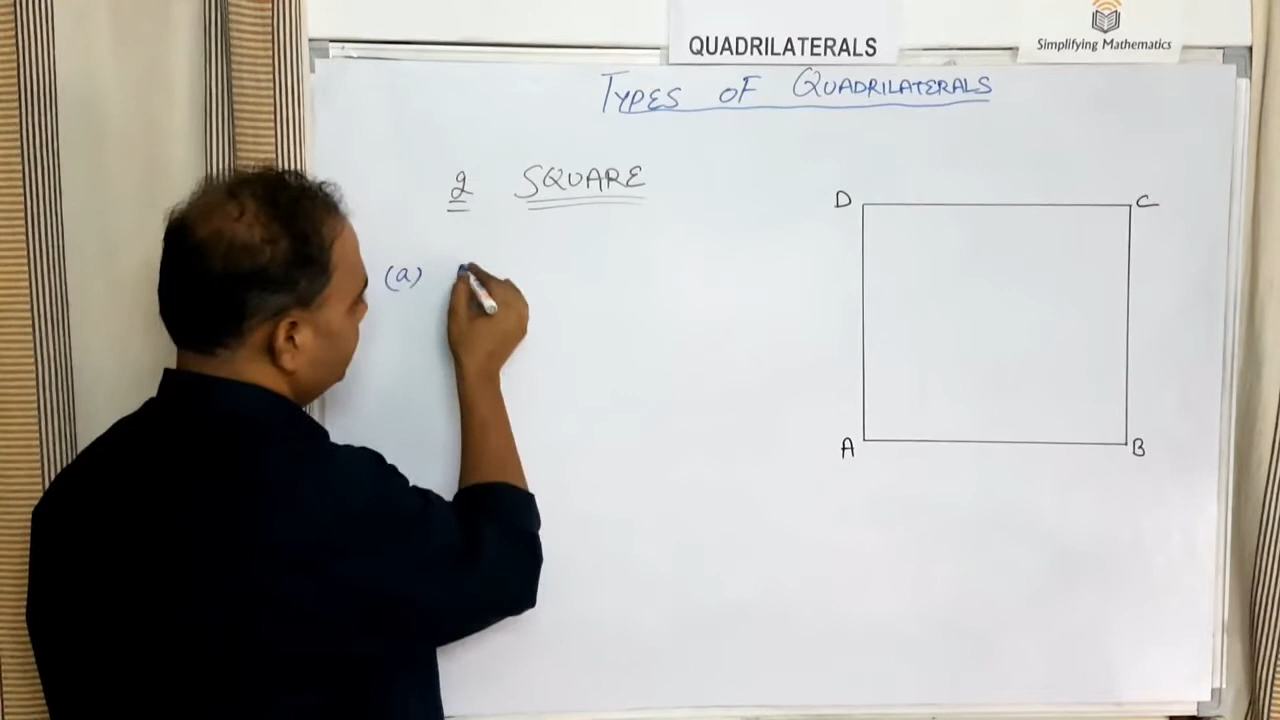 QUADRILATERALS
Simplifying Mathematics
TYPES OF QUADRILATERALS
2 SQUARE
D C
(a)
A B